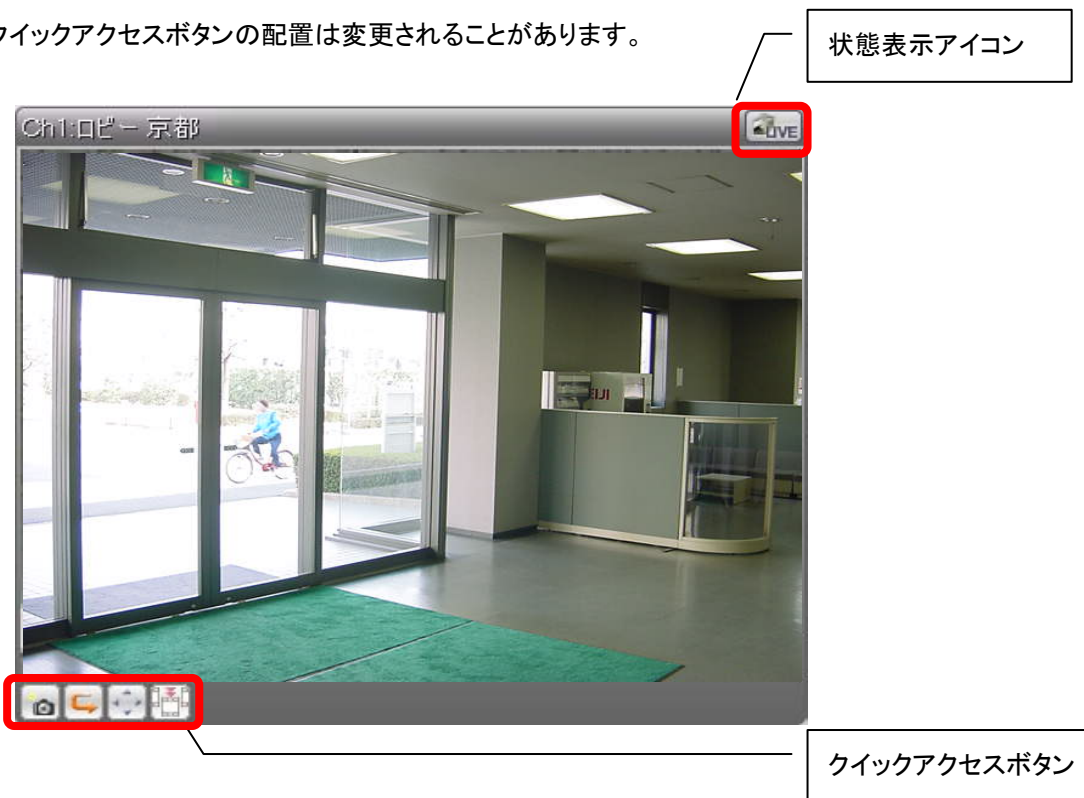 クイックアクセスボタンの配置は変更されることがあります。
状態表示アイコン
Ch1:ロビー 京都
LIVE
EIJI
クイックアクセスボタン